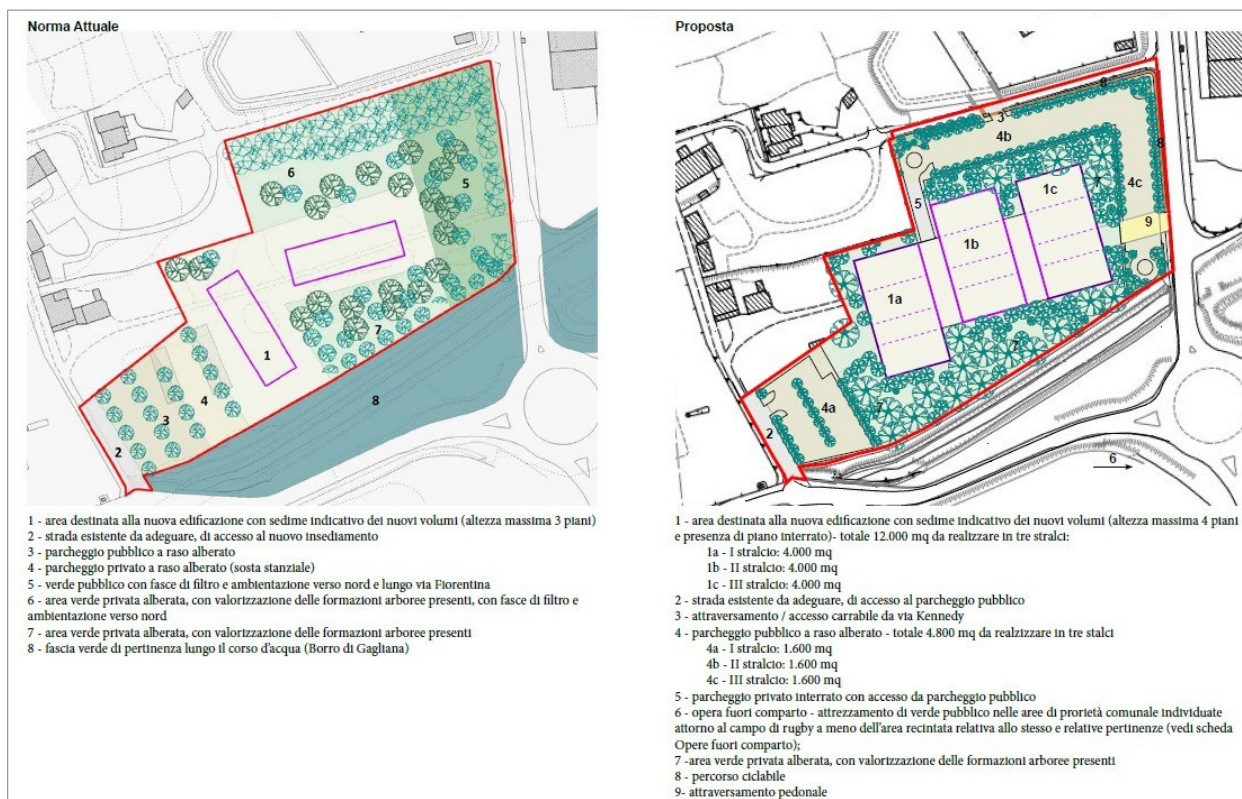 Norma Attuale
6
5
1
7
3
4
2
8
1 - area destinata alla nuova edificazione con sedime indicativo dei nuovi volumi (altezza massima 3 piani)
2 - strada esistente da adeguare, di accesso al nuovo insediamento
3 - parcheggio pubblico a raso alberato
4 - parcheggio privato a raso alberato (sosta stanziale)
5 - verde pubblico con fasce di filtro e ambientazione verso nord e lungo via Fiorentina
6 - area verde privata alberata, con valorizzazione delle formazioni arboree presenti, con fasce di filtro e
ambientazione verso nord
7 - area verde privata alberata, con valorizzazione delle formazioni arboree presenti
8 - fascia verde di pertinenza lungo il corso d'acqua (Borro di Gagliana)
Proposta
8
3
4b
8
7
4c
1c
5
9
1b
1a
7
4a
7
2
6
1 - area destinata alla nuova edificazione con sedime indicativo dei nuovi volumi (altezza massima 4 piani
e presenza di piano interrato)- totale 12.000 mq da realizzare in tre stralci:
1a - I stralcio: 4.000 mq
1b - II stralcio: 4.000 mq
1c - III stralcio: 4.000 mq
2 - strada esistente da adeguare, di accesso al parcheggio pubblico
3 - attraversamento / accesso carrabile da via Kennedy
4 - parcheggio pubblico a raso alberato - totale 4.800 mq da realzizzare in tre stalci
4a - I stralcio: 1.600 mq
4b - II stralcio: 1.600 mq
4c - III stralcio: 1.600 mq
5 - parcheggio privato interrato con accesso da parcheggio pubblico
6 - opera fuori comparto - attrezzamento di verde pubblico nelle aree di prorietà comunale individuate
attorno al campo di rugby a meno dell'area recintata relativa allo stesso e relative pertinenze (vedi scheda
Opere fuori comparto);
7 -area verde privata alberata, con valorizzazione delle formazioni arboree presenti
8 - percorso ciclabile
9- attraversamento pedonale